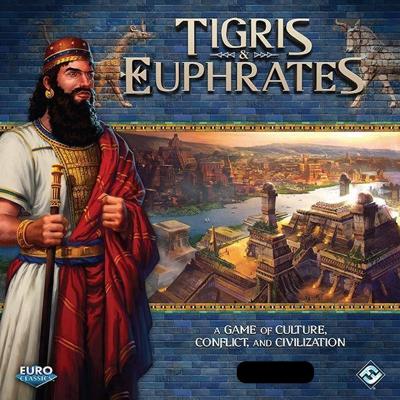 TIGRIS
&
EUPHRATES
A GAME OF CULTURE,
CONFLICT, AND CIVILIZATION
EURO
CLASSICS